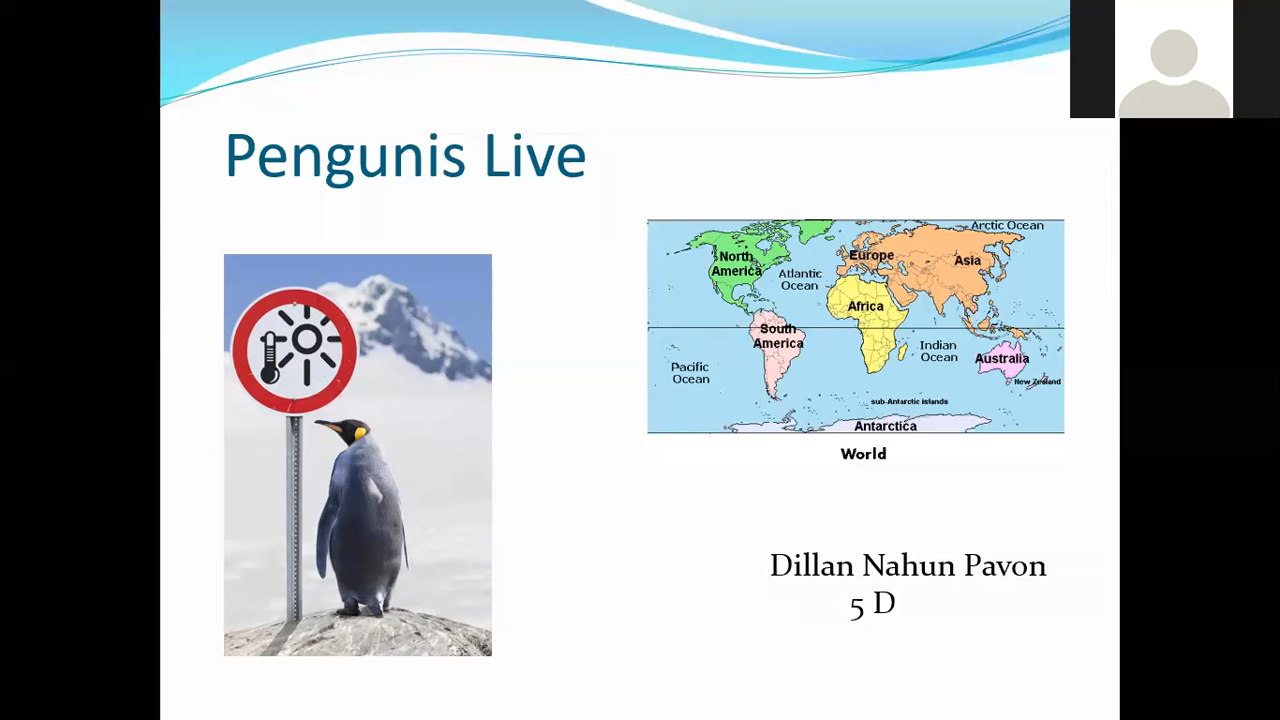 Pengunis Live
Arctic Ocean
North
America
Atlantic
Ocean
Europe
Asia
Africa
South
America
Pacific
Ocean
Indian
Ocean
Australia
New Zealand
sub-Antarctic islands
Antarctica
World
Dillan Nahun Pavon
5 D